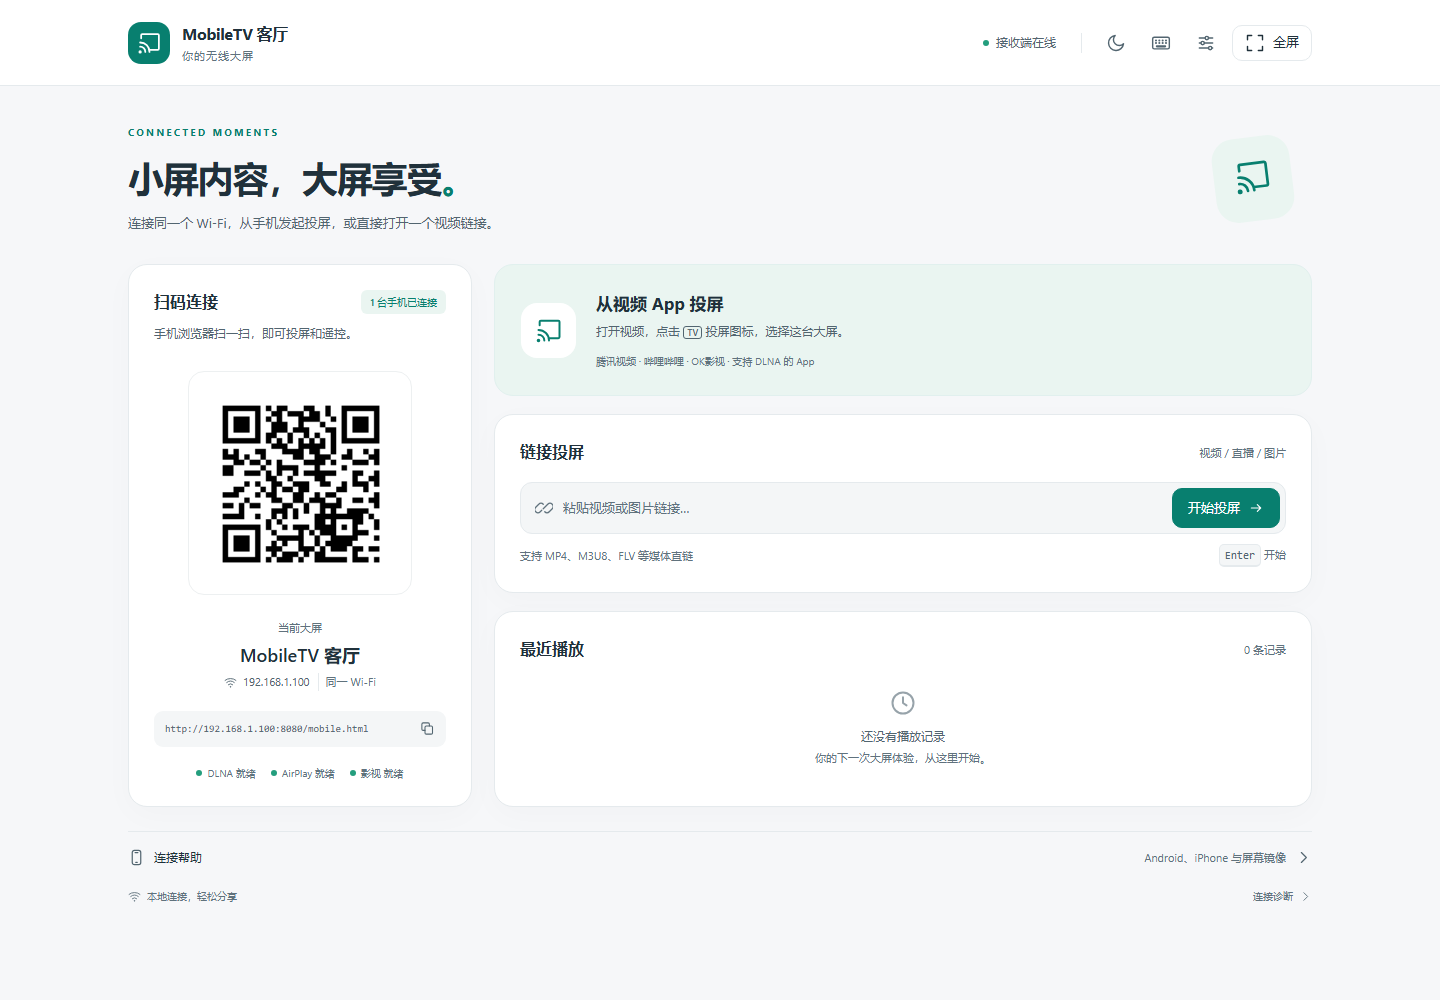 MobileTV 客厅
你的无线大屏
接收端在线
全屏
CONNECTED MOMENTS
小屏内容，大屏享受。
连接同一个 Wi-Fi，从手机发起投屏，或直接打开一个视频链接。
扫码连接
1 台手机已连接
手机浏览器扫一扫，即可投屏和遥控。
当前大屏
MobileTV 客厅
192.168.1.100 同一 Wi-Fi
http://192.168.1.100:8080/mobile.html
DLNA 就绪 AirPlay 就绪 影视 就绪
从视频 App 投屏
打开视频，点击 TV 投屏图标，选择这台大屏。
腾讯视频 · 哔哩哔哩 · OK影视 · 支持 DLNA 的 App
链接投屏
视频 / 直播 / 图片
粘贴视频或图片链接...
开始投屏
支持 MP4、M3U8、FLV 等媒体直链
Enter 开始
最近播放
0 条记录
还没有播放记录
你的下一次大屏体验，从这里开始。
连接帮助
Android、iPhone 与屏幕镜像
本地连接，轻松分享
连接诊断